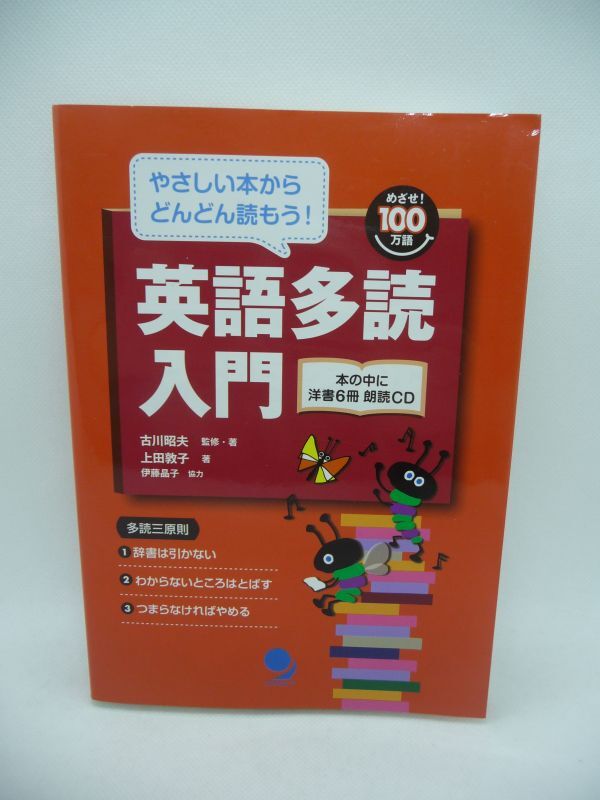 やさしい本から
どんどん読もう！
めざせ！
100
万語
英語多読
入門
本の中に
洋書6冊 朗読CD
古川昭夫 監修・著
上田敦子 著
伊藤晶子 協力
多読三原則
1 辞書は引かない
2 わからないところはとばす
3 つまらなければやめる